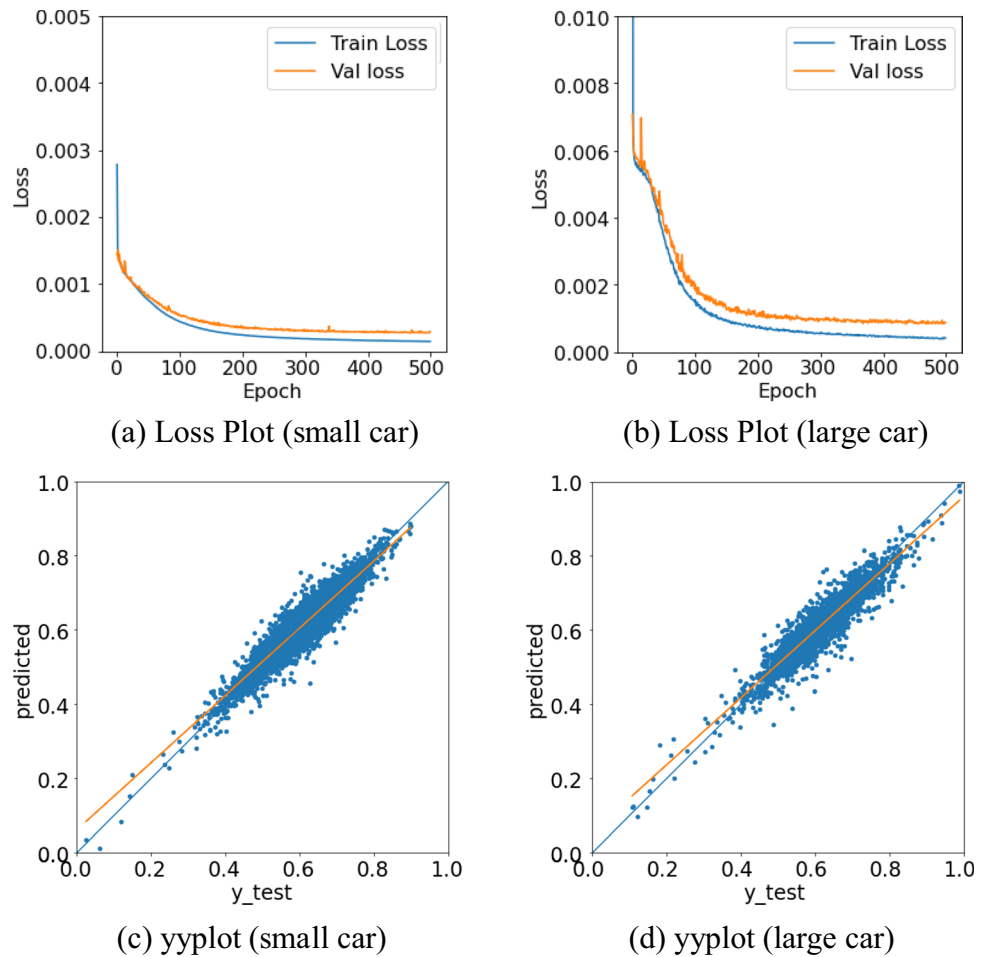 0.005
0.004
0.003
0.002
0.001
0.000
Loss
Train Loss
Val loss
0 100 200 300 400 500
Epoch
(a) Loss Plot (small car)
0.010
0.008
0.006
0.004
0.002
0.000
Loss
Train Loss
Val loss
0 100 200 300 400 500
Epoch
(b) Loss Plot (large car)
1.0
0.8
0.6
0.4
0.2
0.0
predicted
0.0 0.2 0.4 0.6 0.8 1.0
y_test
(c) yyplot (small car)
1.0
0.8
0.6
0.4
0.2
0.0
predicted
0.0 0.2 0.4 0.6 0.8 1.0
y_test
(d) yyplot (large car)